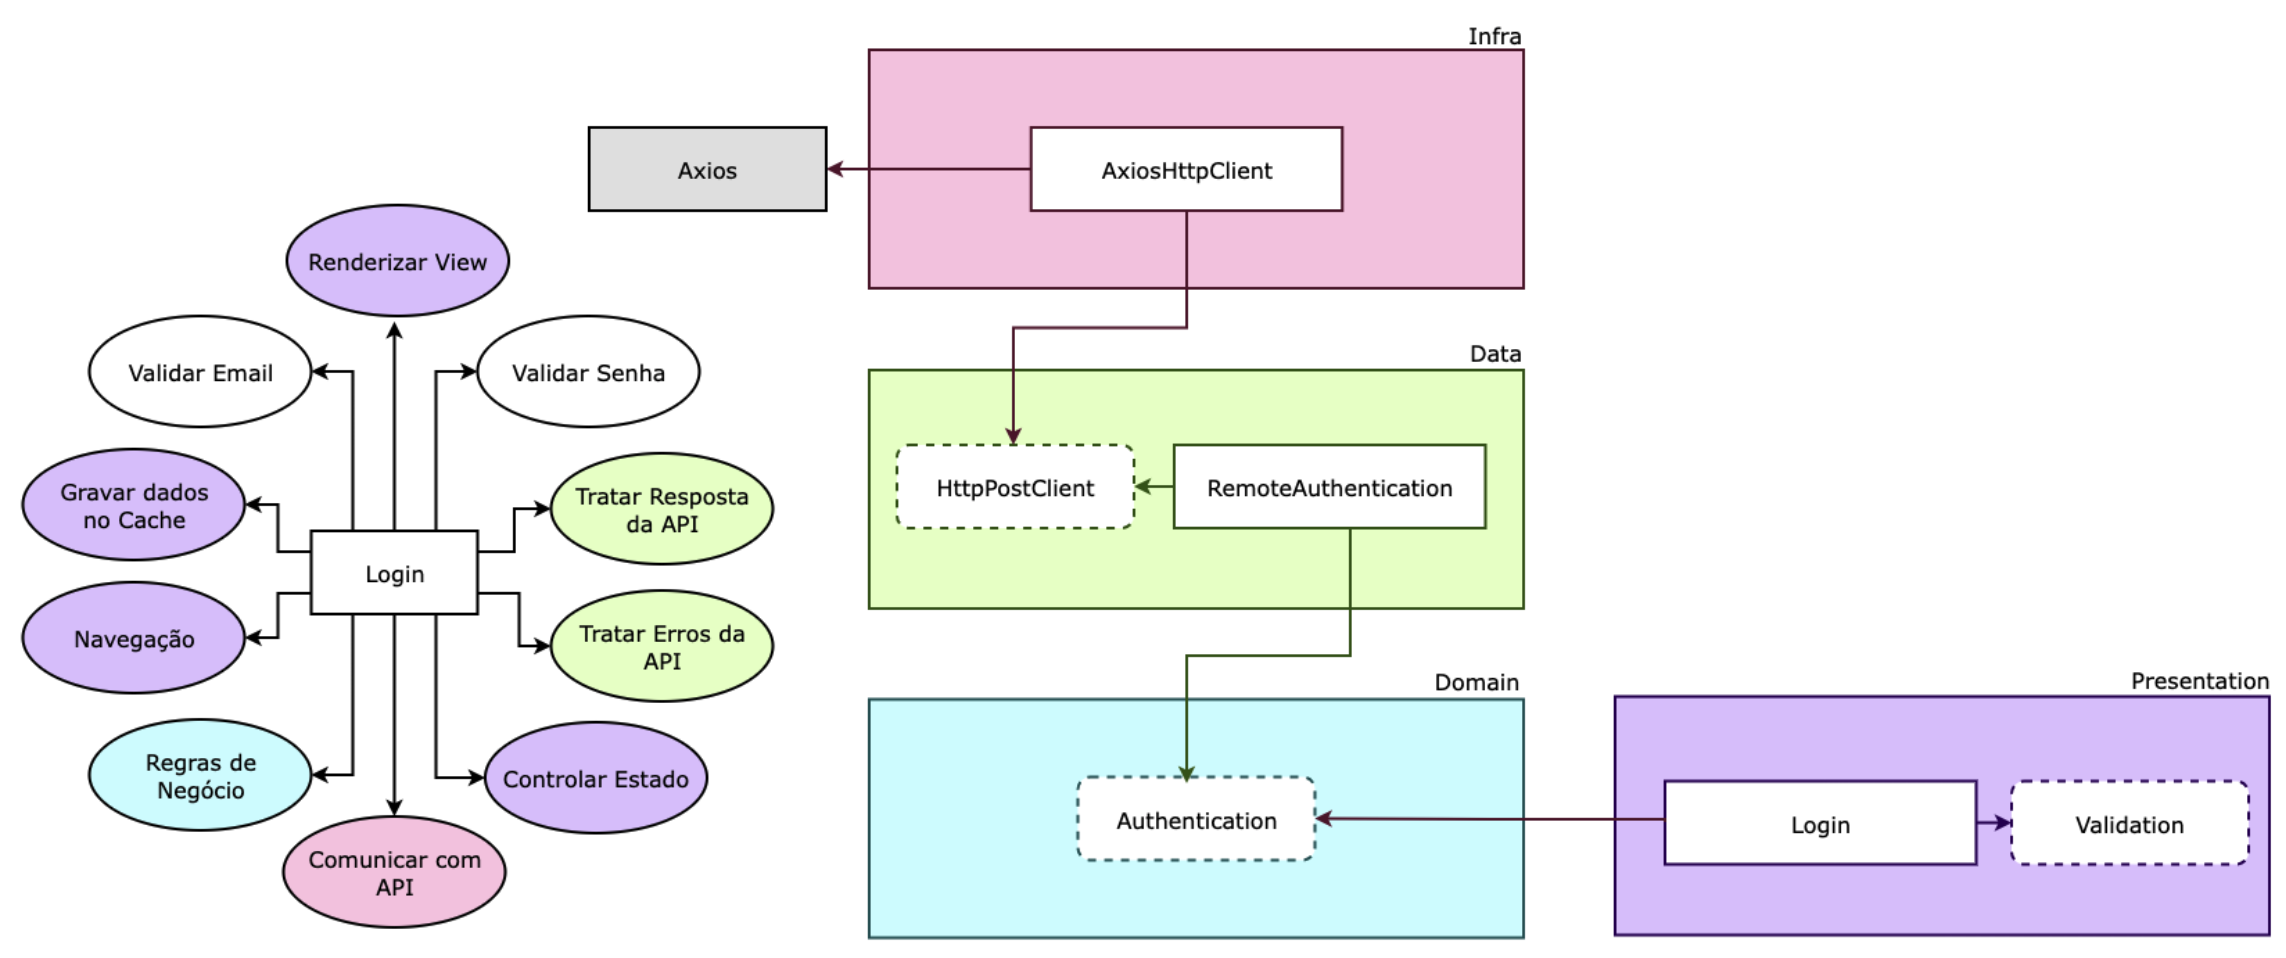 Infra
Axios
AxiosHttpClient
Renderizar View
Validar Email
Validar Senha
Data
Gravar dados
no Cache
Tratar Resposta
da API
HttpPostClient
RemoteAuthentication
Login
Navegação
Tratar Erros da
API
Domain
Presentation
Regras de
Negócio
Controlar Estado
Authentication
Login
Validation
Comunicar com
API